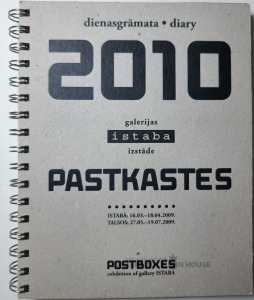 dienasgrāmata • diary
2010
galerijas
istaba
izstāde
PASTKASTES
ISTABĀ: 16.03.-18.04.2009.
TALSOS: 27.05.-19.07.2009.
POSTBOXES
exhibition of gallery ISTABA